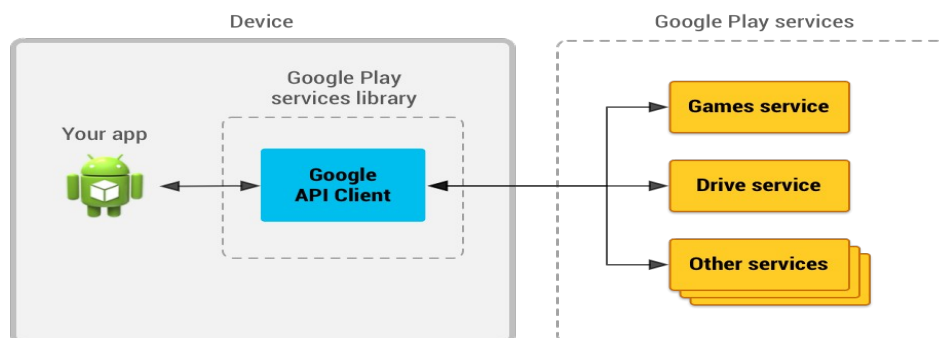 Device
Google Play services
Google Play
services library
Your app
Google
API Client
Games service
Drive service
Other services